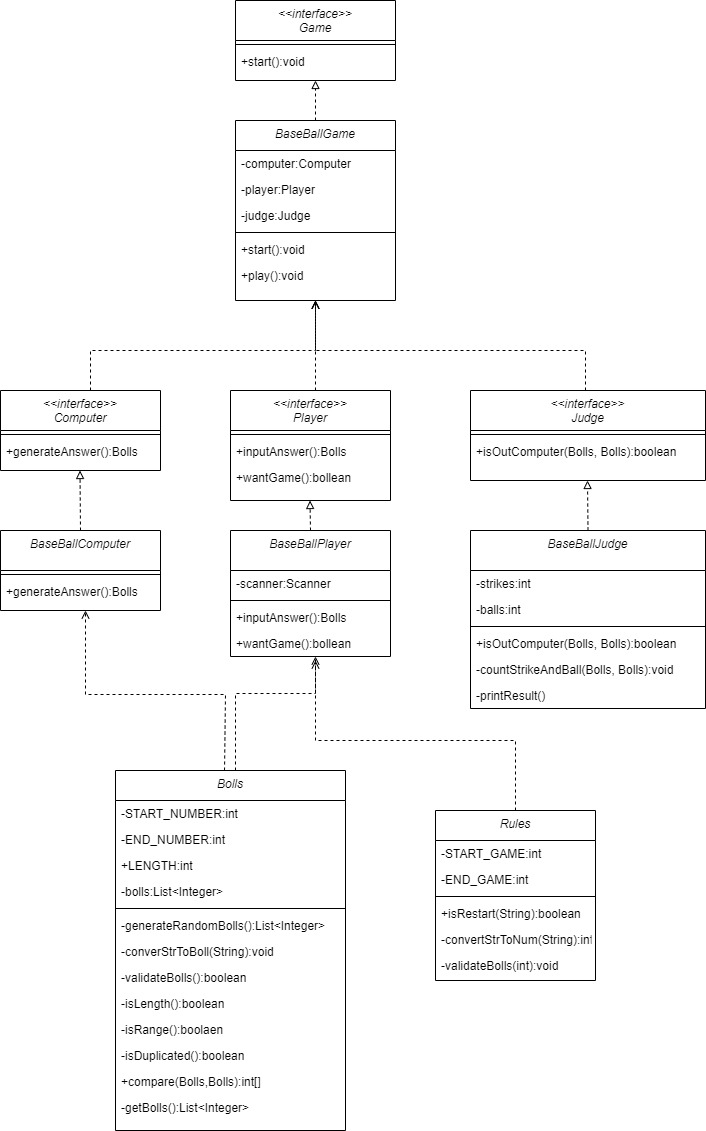 <<interface>>
Game
+start():void
BaseBallGame
-computer:Computer
-player:Player
-judge:Judge
+start():void
+play():void
<<interface>>
Computer
+generateAnswer():Bolls
<<interface>>
Player
+inputAnswer():Bolls
+wantGame():bollean
<<interface>>
Judge
+isOutComputer(Bolls, Bolls):boolean
BaseBallComputer
+generateAnswer():Bolls
BaseBallPlayer
-scanner:Scanner
+inputAnswer():Bolls
+wantGame():bollean
BaseBallJudge
-strikes:int
-balls:int
+isOutComputer(Bolls, Bolls):boolean
-countStrikeAndBall(Bolls, Bolls):void
-printResult()
Bolls
-START_NUMBER:int
-END_NUMBER:int
+LENGTH:int
-bolls:List<Integer>
-generateRandomBolls():List<Integer>
-converStrToBoll(String):void
-validateBolls():boolean
-isLength():boolean
-isRange():boolaen
-isDuplicated():boolean
+compare(Bolls,Bolls):int[]
-getBolls():List<Integer>
Rules
-START_GAME:int
-END_GAME:int
+isRestart(String):boolean
-convertStrToNum(String):int
-validateBolls(int):void